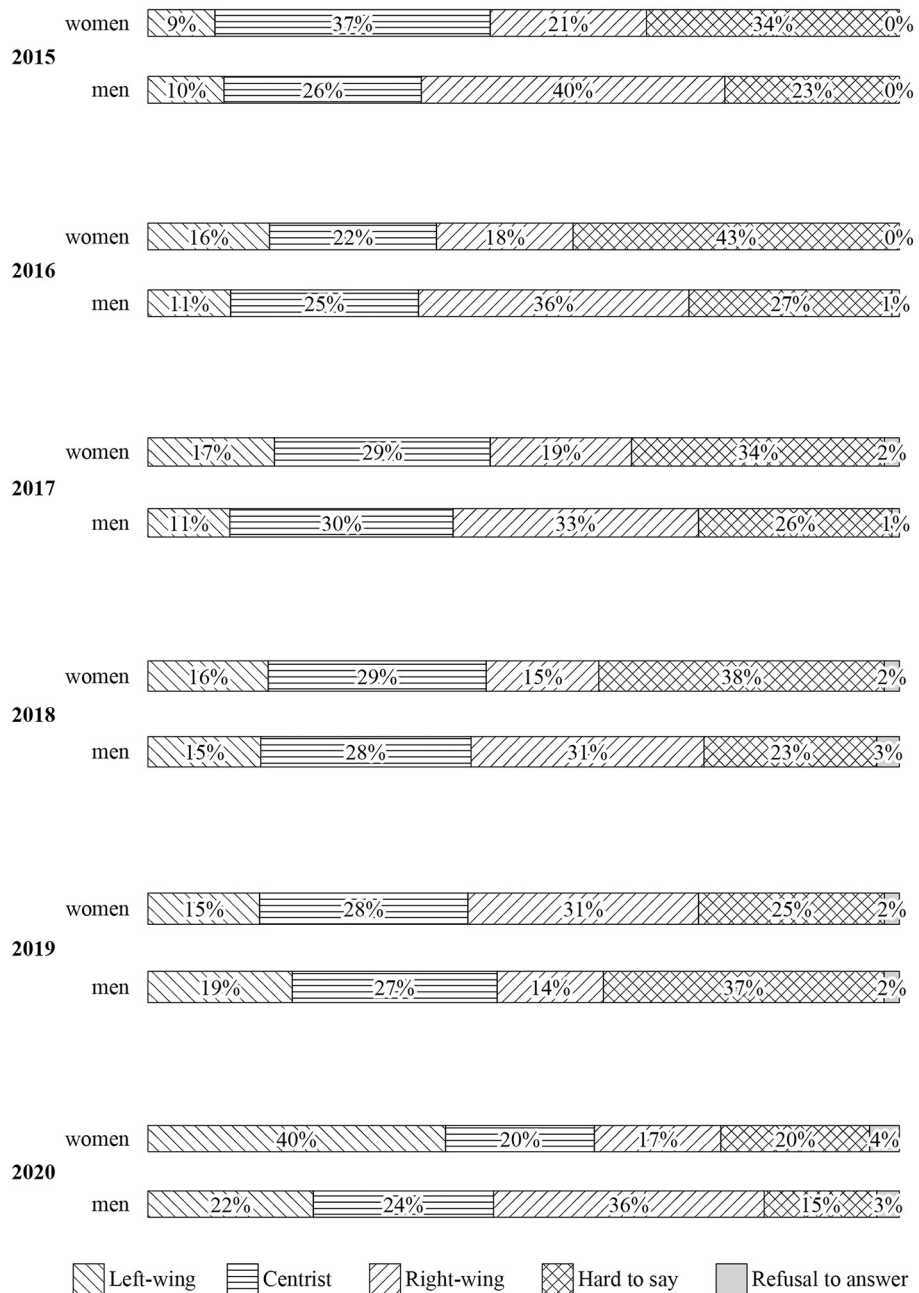 women 9% 37% 21% 34% 0%
2015
men 10% 26% 40% 23% 0%
women 16% 22% 18% 43% 0%
2016
men 11% 25% 36% 27% 1%
women 17% 29% 19% 34% 2%
2017
men 11% 30% 33% 26% 1%
women 16% 29% 15% 38% 2%
2018
men 15% 28% 31% 23% 3%
women 15% 28% 31% 25% 2%
2019
men 19% 27% 14% 37% 2%
women 40% 20% 17% 20% 4%
2020
men 22% 24% 36% 15% 3%
Left-wing Centrist Right-wing Hard to say Refusal to answer